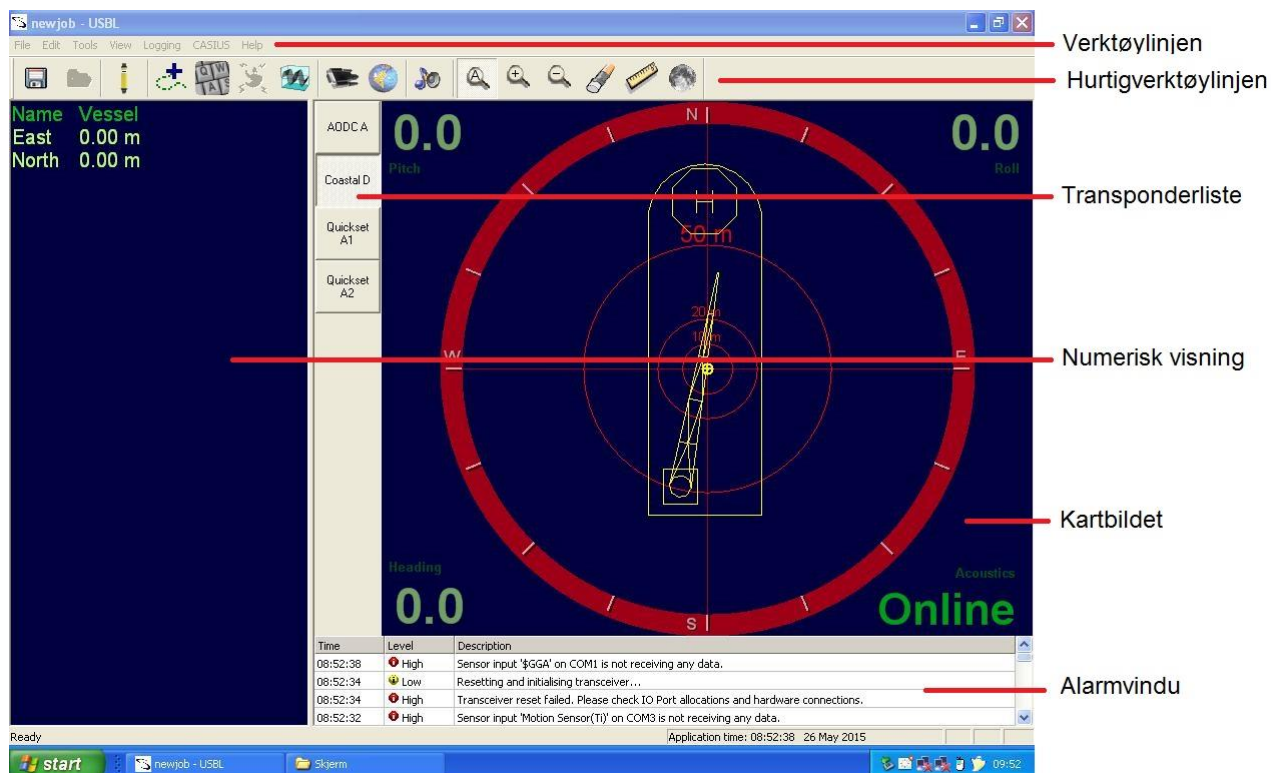 newjob - USBL
File Edit Tools View Logging CASIUS Help
Verktøylinjen
Hurtigverktøylinjen
Name Vessel
East 0.00 m
North 0.00 m
AODC A
Coastal D
Quickset
A1
Quickset
A2
0.0
Pitch
0.0
Roll
N
H
50 m
20 m
10 m
W
E
S
Heading
0.0
Acoustics
Online
Transponderliste
Numerisk visning
Kartbildet
Alarmvindu
Time Level Description
08:52:38 High Sensor input '$GGA' on COM1 is not receiving any data.
08:52:34 Low Resetting and initialising transceiver...
08:52:34 High Transceiver reset failed. Please check IO Port allocations and hardware connections.
08:52:32 High Sensor input 'Motion Sensor(Ti)' on COM3 is not receiving any data.
Ready
Application time: 08:52:38 26 May 2015
start
newjob - USBL
Skjerm
09:52